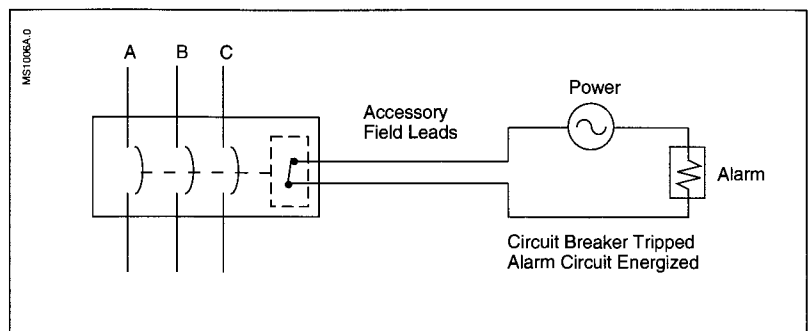 MS1006A.0
A B C
Power
Accessory
Field Leads
Alarm
Circuit Breaker Tripped
Alarm Circuit Energized